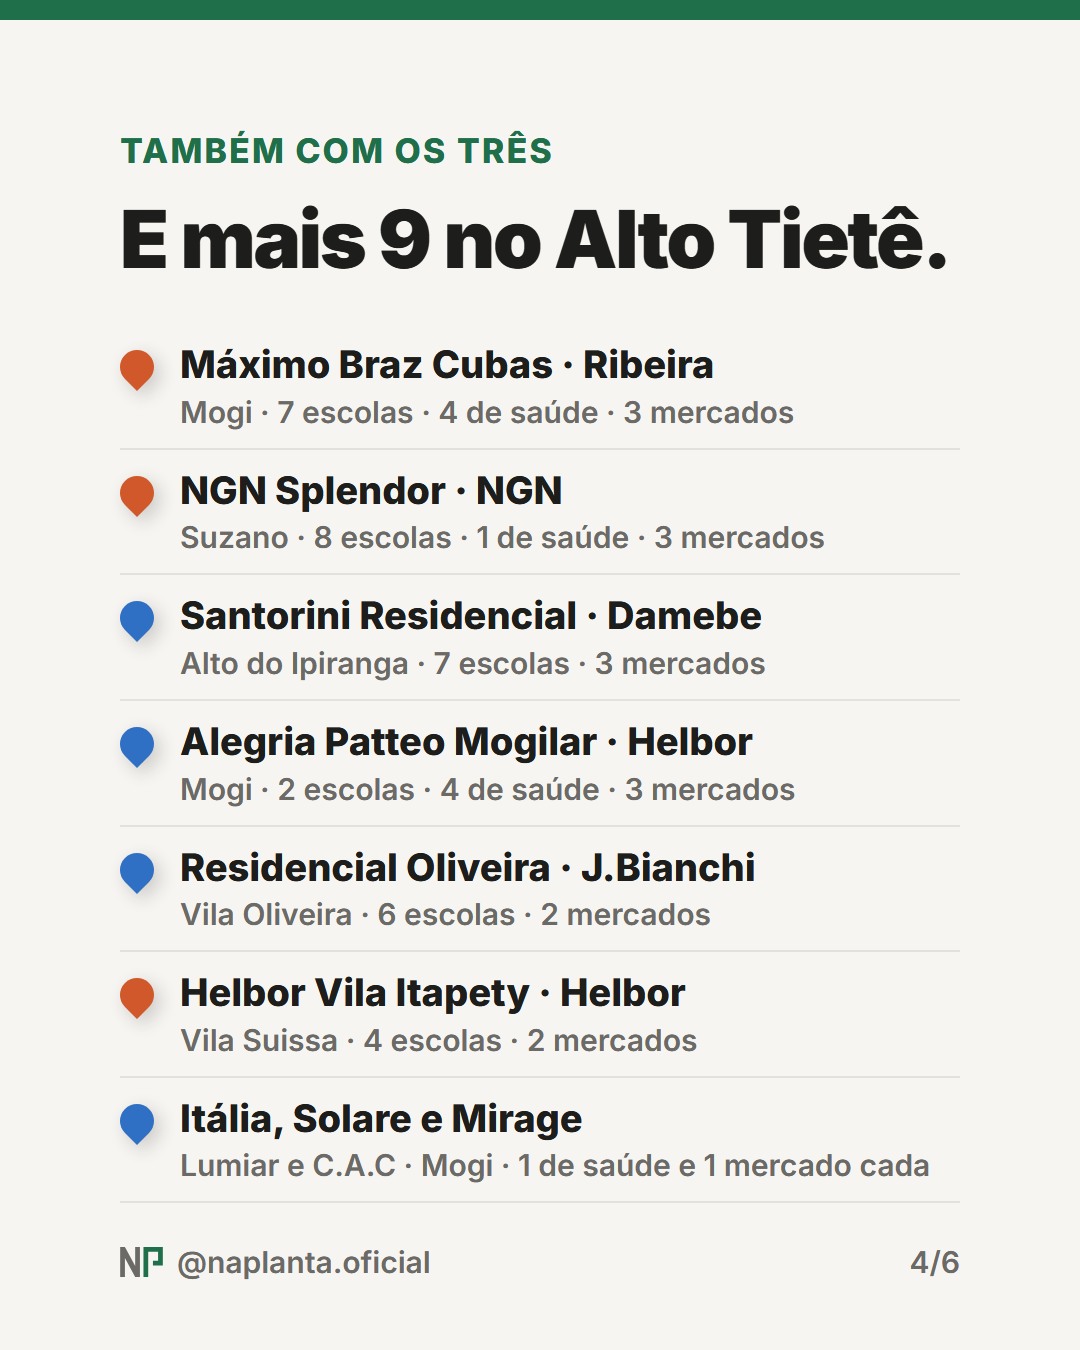 TAMBÉM COM OS TRÊS
E mais 9 no Alto Tietê.
Máximo Braz Cubas · Ribeira
Mogi · 7 escolas · 4 de saúde · 3 mercados
NGN Splendor · NGN
Suzano · 8 escolas · 1 de saúde · 3 mercados
Santorini Residencial · Damebe
Alto do Ipiranga · 7 escolas · 3 mercados
Alegria Patteo Mogilar · Helbor
Mogi · 2 escolas · 4 de saúde · 3 mercados
Residencial Oliveira · J.Bianchi
Vila Oliveira · 6 escolas · 2 mercados
Helbor Vila Itapety · Helbor
Vila Suissa · 4 escolas · 2 mercados
Itália, Solare e Mirage
Lumiar e C.A.C · Mogi · 1 de saúde e 1 mercado cada
NP @naplanta.oficial
4/6